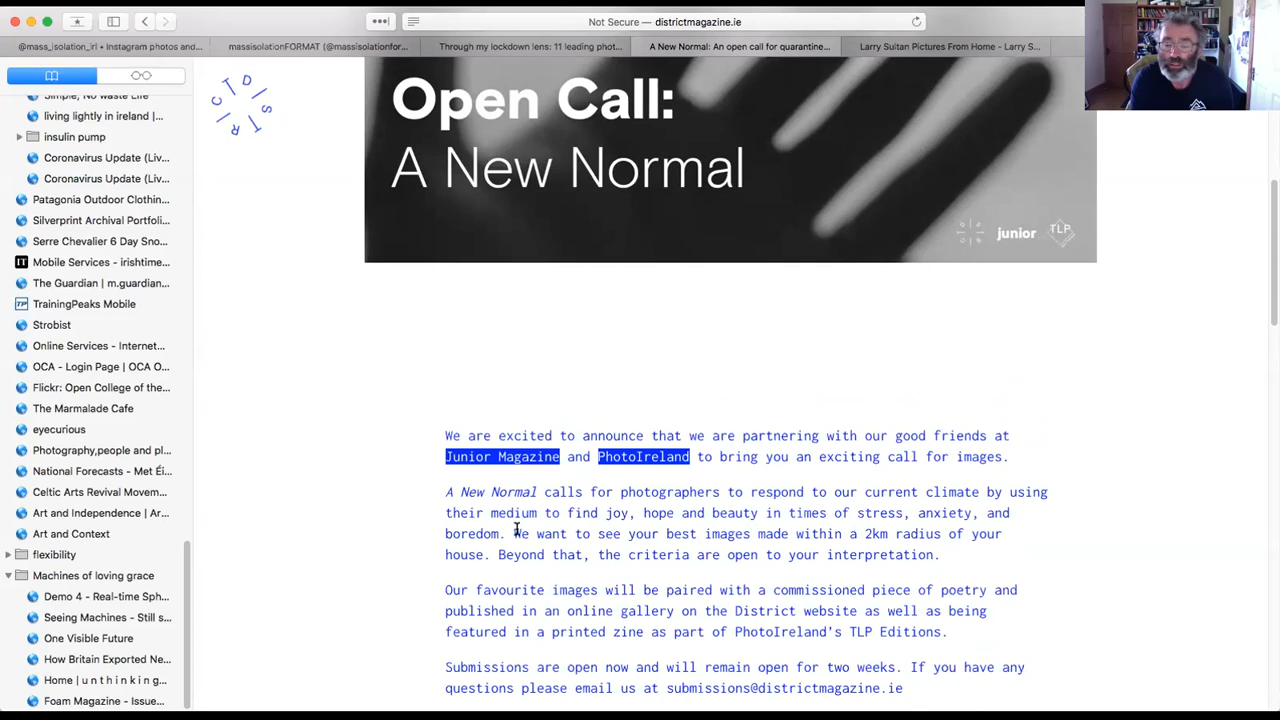 Not Secure — districtmagazine.ie
@mass_isolation_irl • Instagram photos and...
massisolationFORMAT (@massisolationfor...
Through my lockdown lens: 11 leading phot...
A New Normal: An open call for quarantine...
Larry Sultan Pictures From Home - Larry S...
Simple, No waste Life
living lightly in ireland |...
insulin pump
Coronavirus Update (Liv...
Coronavirus Update (Liv...
Patagonia Outdoor Clothin...
Silverprint Archival Portfoli...
Serre Chevalier 6 Day Sno...
IT Mobile Services - irishtime...
The Guardian | m.guardian...
TP TrainingPeaks Mobile
Strobist
Online Services - Internet...
OCA - Login Page | OCA O...
Flickr: Open College of the...
The Marmalade Cafe
eyecurious
Photography,people and pl...
National Forecasts - Met Éi...
Celtic Arts Revival Movem...
Art and Independence | Ar...
Art and Context
flexibility
Machines of loving grace
Demo 4 - Real-time Sph...
Seeing Machines - Still s...
One Visible Future
How Britain Exported Ne...
Home | u n t h i n k i n g...
Foam Magazine - Issue...
DISTRICT
Open Call:
A New Normal
junior
TLP
We are excited to announce that we are partnering with our good friends at
Junior Magazine and PhotoIreland to bring you an exciting call for images.
A New Normal calls for photographers to respond to our current climate by using
their medium to find joy, hope and beauty in times of stress, anxiety, and
boredom. We want to see your best images made within a 2km radius of your
house. Beyond that, the criteria are open to your interpretation.
Our favourite images will be paired with a commissioned piece of poetry and
published in an online gallery on the District website as well as being
featured in a printed zine as part of PhotoIreland's TLP Editions.
Submissions are open now and will remain open for two weeks. If you have any
questions please email us at submissions@districtmagazine.ie